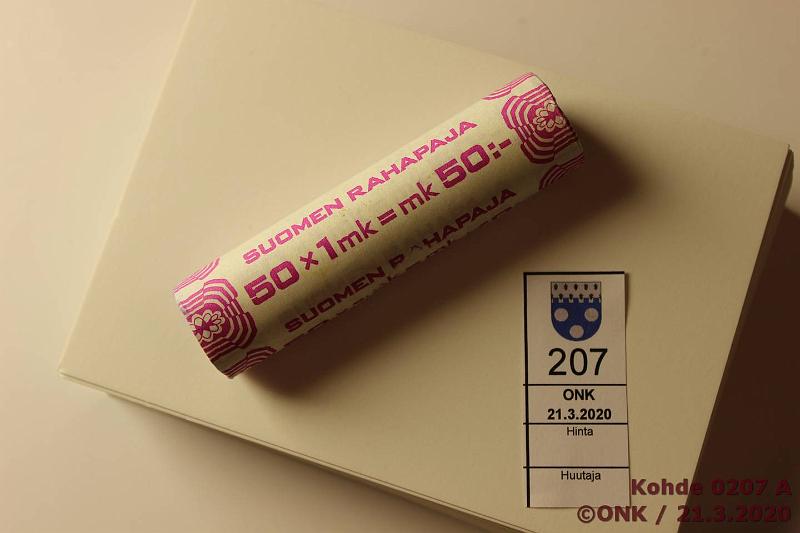 SUOMEN RAHAPAJA
50 x 1mk = mk 50:-
SUOMEN RAHAPAJA
207
ONK
21.3.2020
Hinta
Huutaja
Kohde 0207 A
©ONK / 21.3.2020